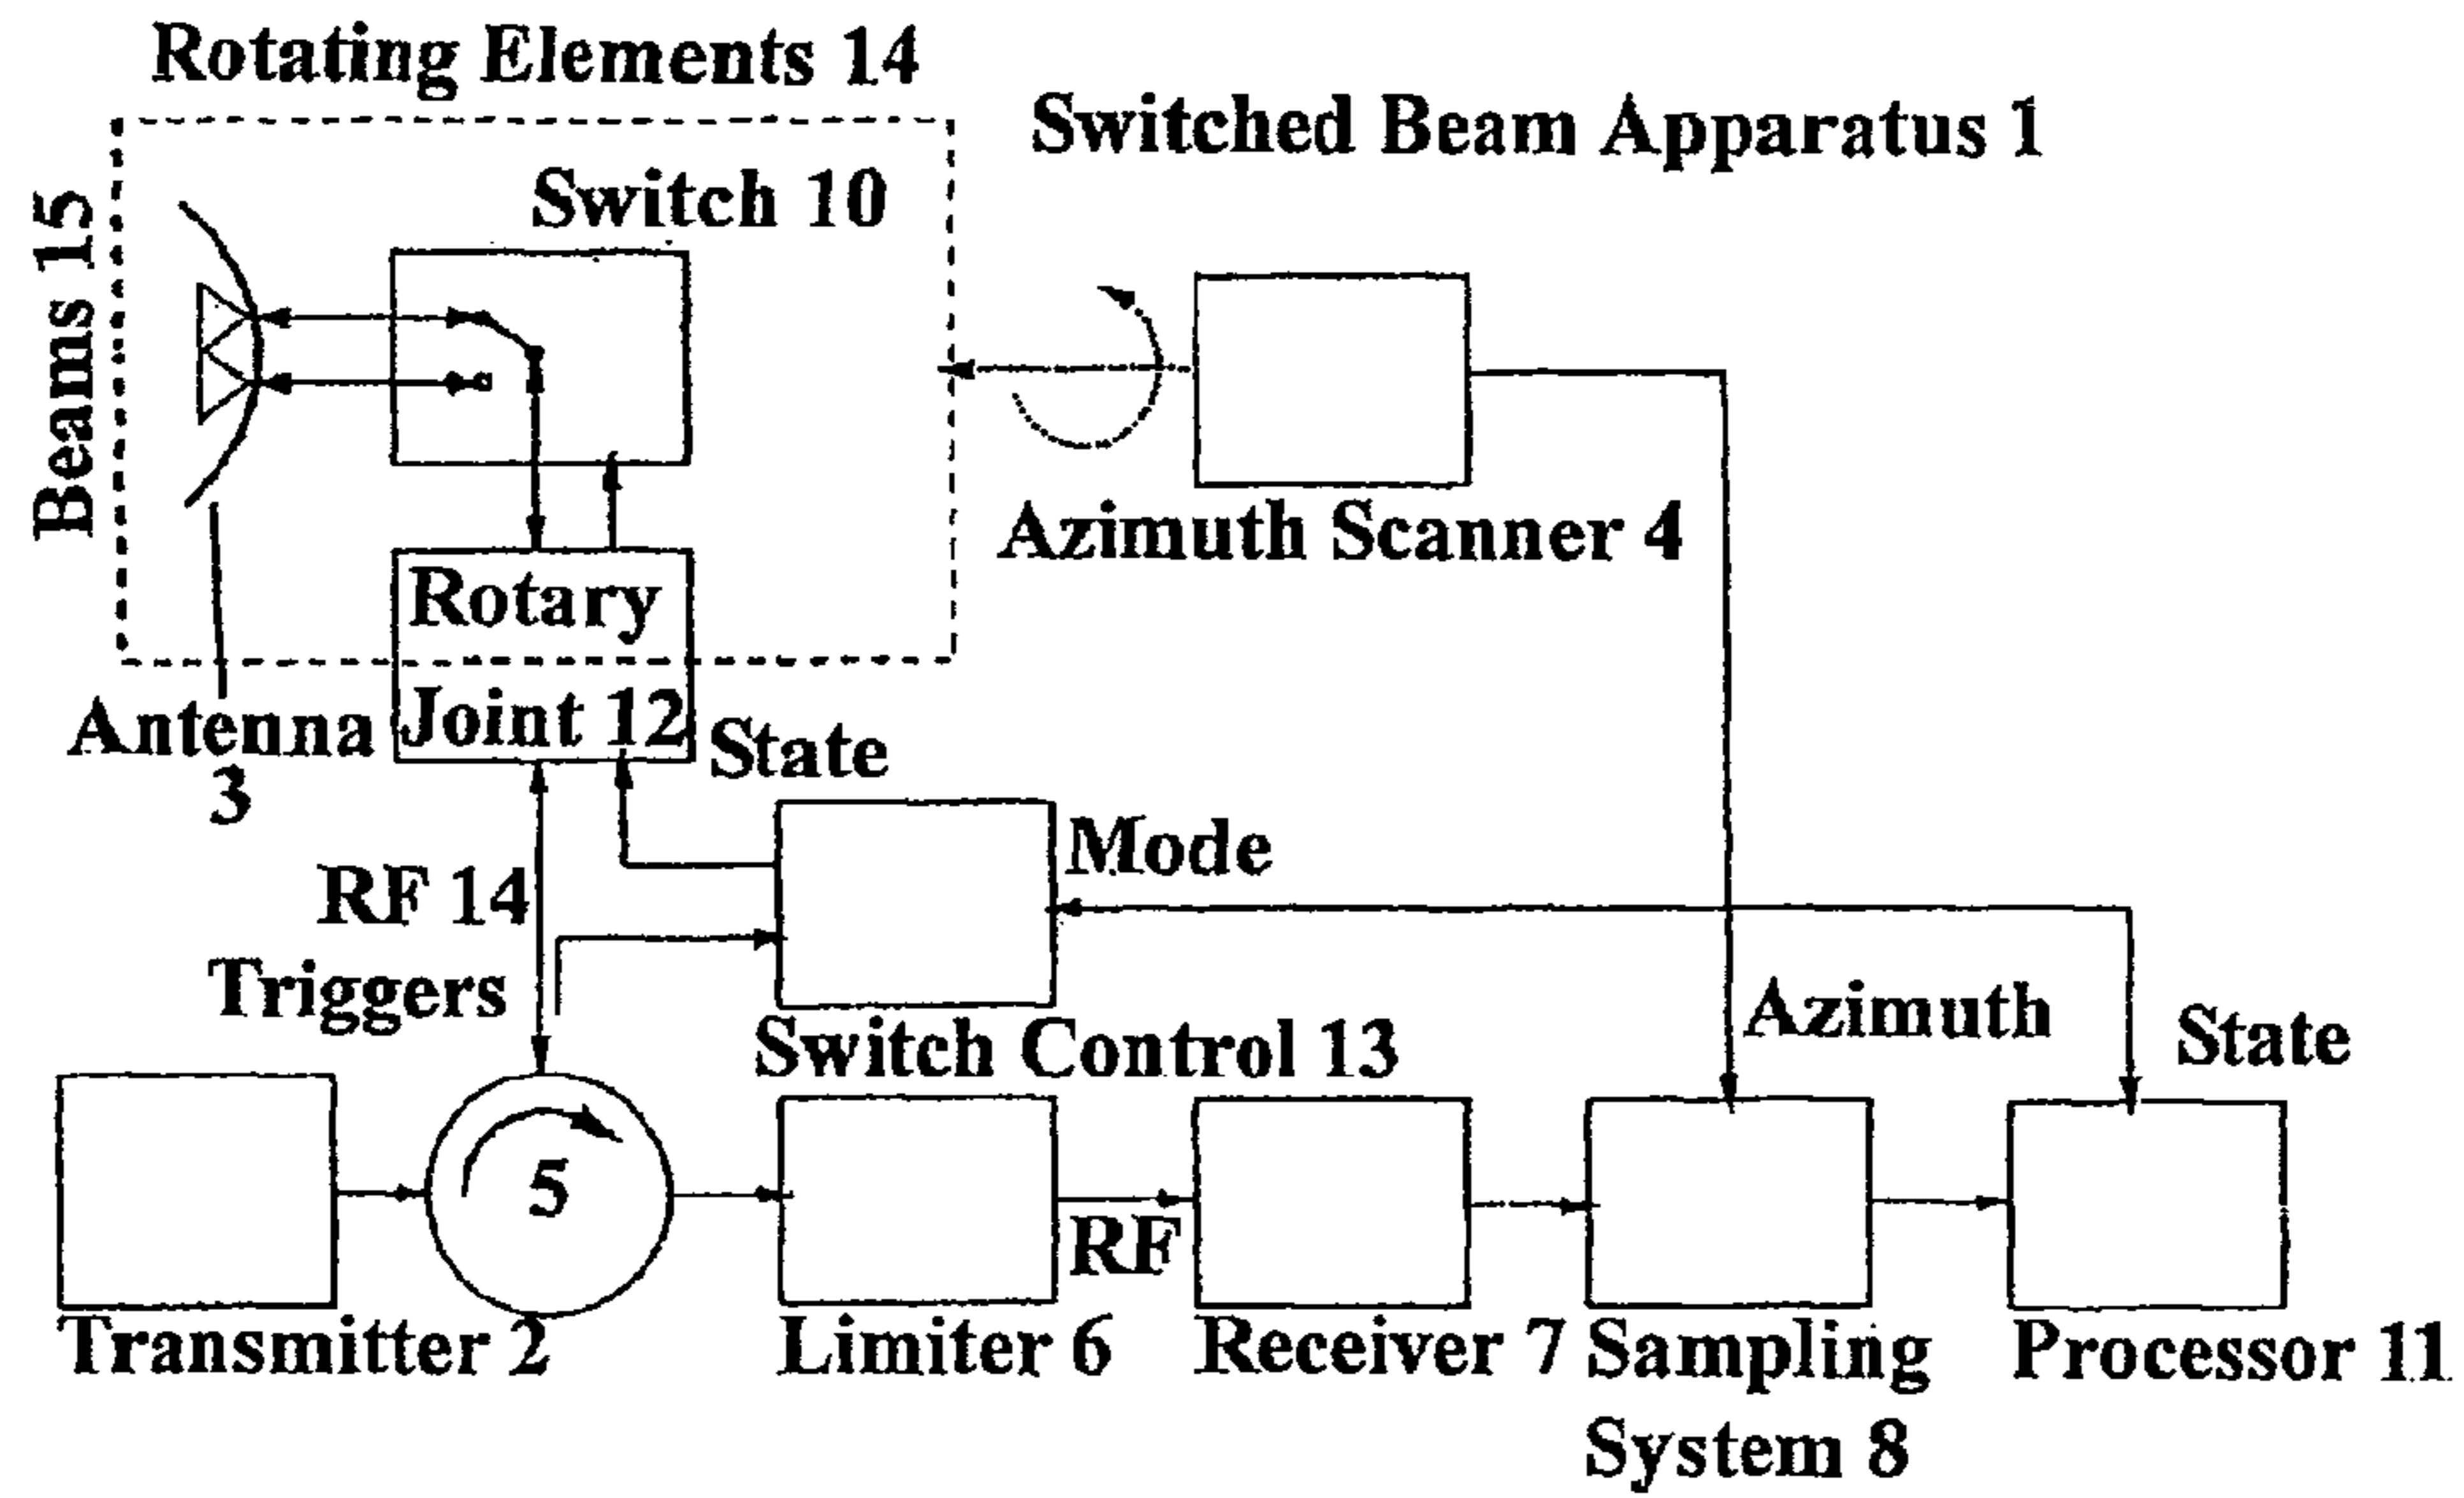 Rotating Elements 14
Switched Beam Apparatus 1
Switch 10
Beams 15
Azimuth Scanner 4
Rotary
Joint 12
Antenna
3
State
Mode
RF 14
Triggers
Switch Control 13
Azimuth
State
5
RF
Transmitter 2
Limiter 6
Receiver 7
Sampling
System 8
Processor 11